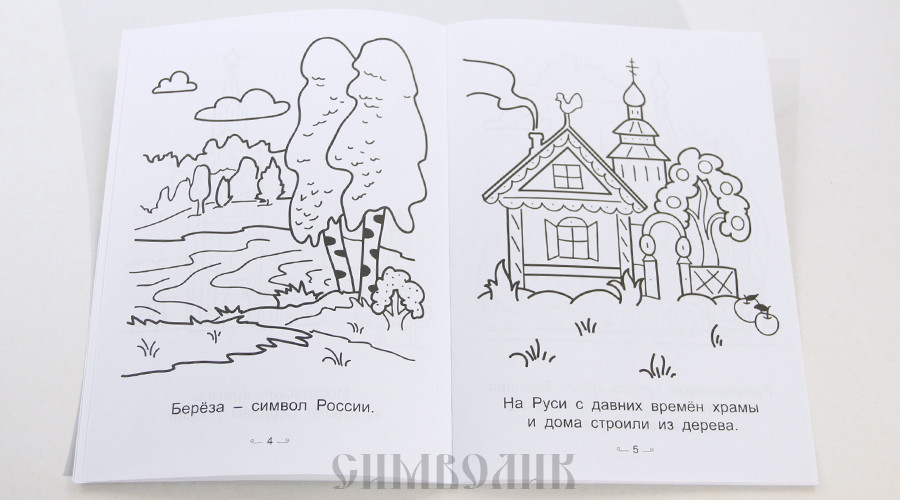 Берёза – символ России.
4
На Руси с давних времён храмы
и дома строили из дерева.
5
СИМВОЛИК